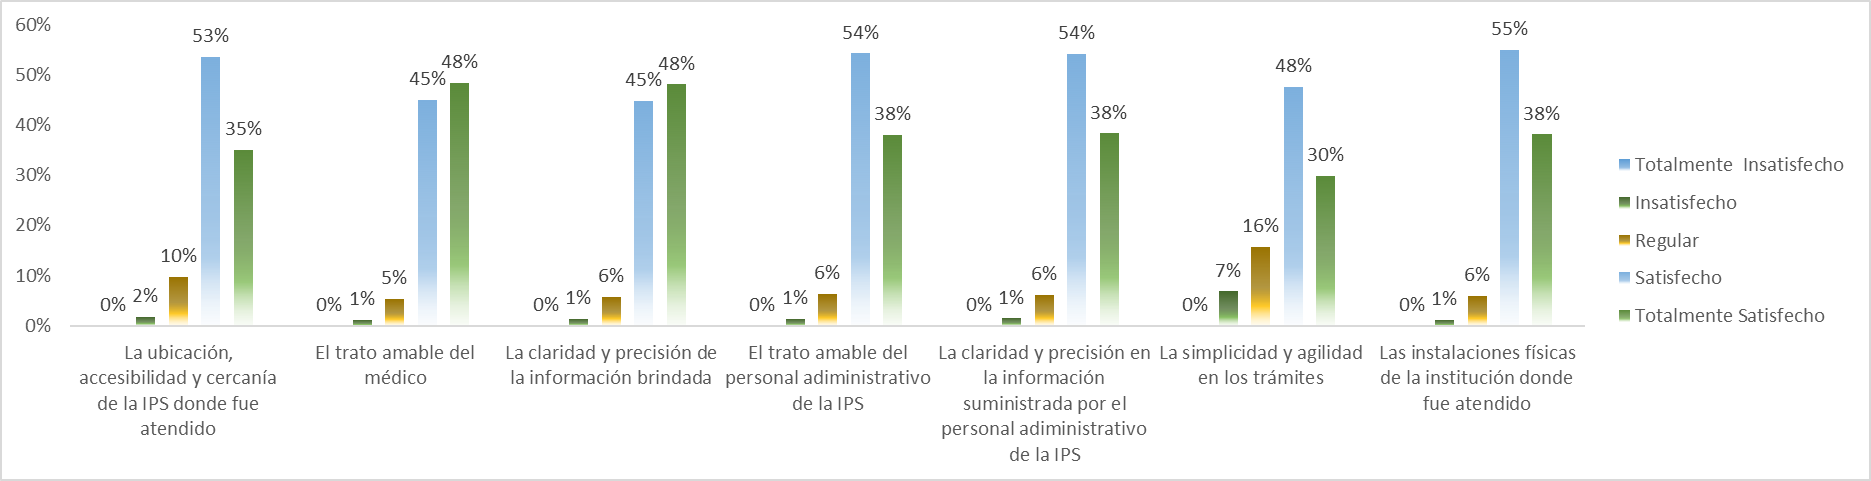 60%
50%
40%
30%
20%
10%
0%
0% 2% 10% 53% 35%
0% 1% 5% 45% 48%
0% 1% 6% 45% 48%
0% 1% 6% 54% 38%
0% 1% 6% 54% 38%
0% 7% 16% 48% 30%
0% 1% 6% 55% 38%
La ubicación,
accesibilidad y cercanía
de la IPS donde fue
atendido
El trato amable del
médico
La claridad y precisión de
la información brindada
El trato amable del
personal adiministrativo
de la IPS
La claridad y precisión en
la información
suministrada por el
personal adiministrativo
de la IPS
La simplicidad y agilidad
en los trámites
Las instalaciones físicas
de la institución donde
fue atendido
Totalmente  Insatisfecho
Insatisfecho
Regular
Satisfecho
Totalmente Satisfecho